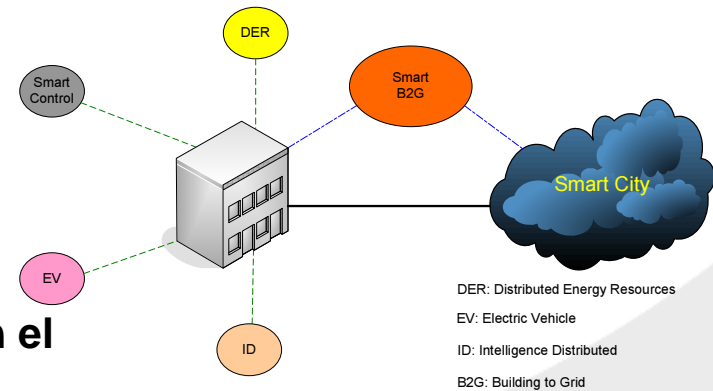 DER
Smart
Control
Smart
B2G
Smart City
EV
el
ID
DER: Distributed Energy Resources
EV: Electric Vehicle
ID: Intelligence Distributed
B2G: Building to Grid